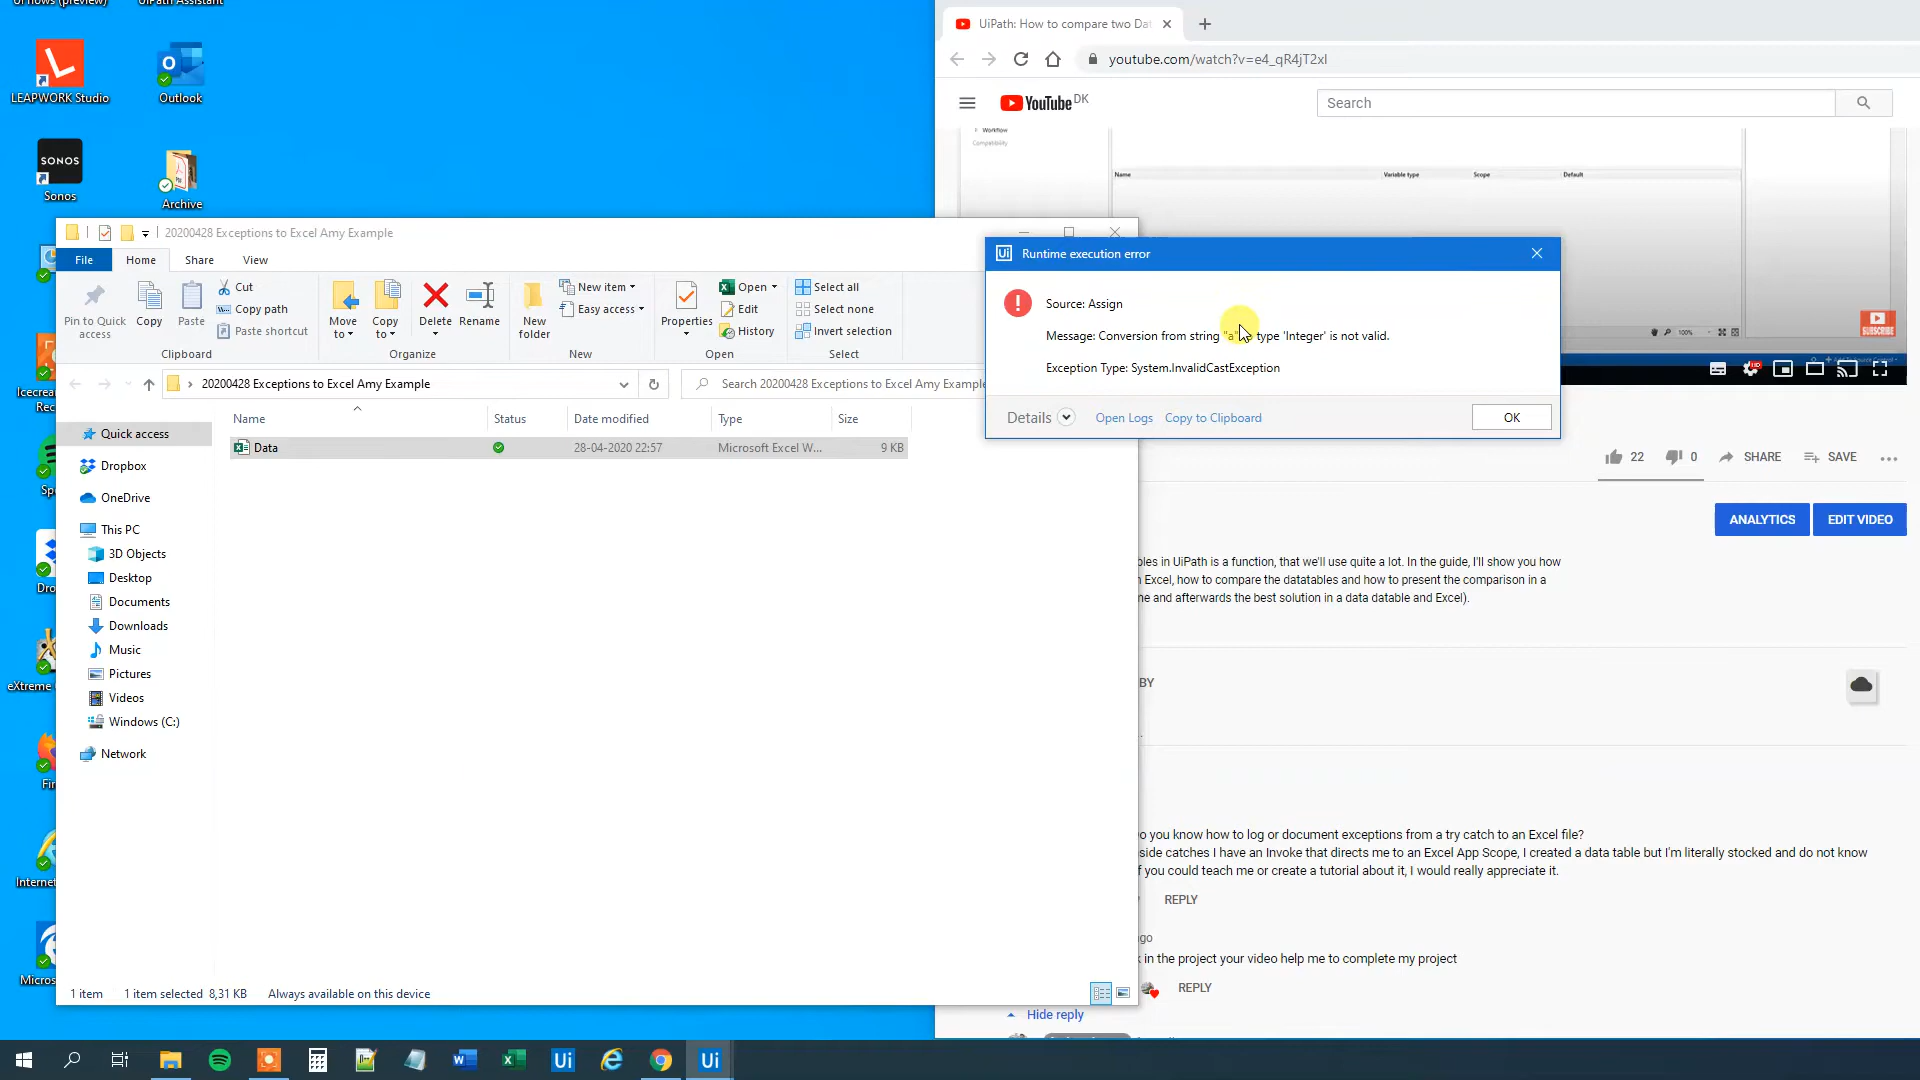 UiPath Assistant
LEAPWORK Studio
Outlook
SONOS
Sonos
Archive
UiPath: How to compare two Dat
youtube.com/watch?v=e4_qR4jT2xI
YouTube DK
Search
Workflow
Compatibility
Name
Variable type
Scope
Default
100%
SUBSCRIBE
20200428 Exceptions to Excel Amy Example
File
Home
Share
View
Pin to Quick access
Copy
Paste
Cut
Copy path
Paste shortcut
Clipboard
Move to
Copy to
Delete
Rename
Organize
New folder
New item
Easy access
New
Properties
Open
Edit
History
Open
Select all
Select none
Invert selection
Select
20200428 Exceptions to Excel Amy Example
Search 20200428 Exceptions to Excel Amy Example
Name
Status
Date modified
Type
Size
Data
28-04-2020 22:57
Microsoft Excel W...
9 KB
Quick access
Dropbox
OneDrive
This PC
3D Objects
Desktop
Documents
Downloads
Music
Pictures
Videos
Windows (C:)
Network
1 item
1 item selected 8,31 KB
Always available on this device
Runtime execution error
Source: Assign
Message: Conversion from string "a" type 'Integer' is not valid.
Exception Type: System.InvalidCastException
Details
Open Logs
Copy to Clipboard
OK
22
0
SHARE
SAVE
ANALYTICS
EDIT VIDEO
bles in UiPath is a function, that we'll use quite a lot. In the guide, I'll show you how
n Excel, how to compare the datatables and how to present the comparison in a
ne and afterwards the best solution in a data datable and Excel).
BY
o you know how to log or document exceptions from a try catch to an Excel file?
side catches I have an Invoke that directs me to an Excel App Scope, I created a data table but I'm literally stocked and do not know
f you could teach me or create a tutorial about it, I would really appreciate it.
REPLY
ago
k in the project your video help me to complete my project
REPLY
Hide reply